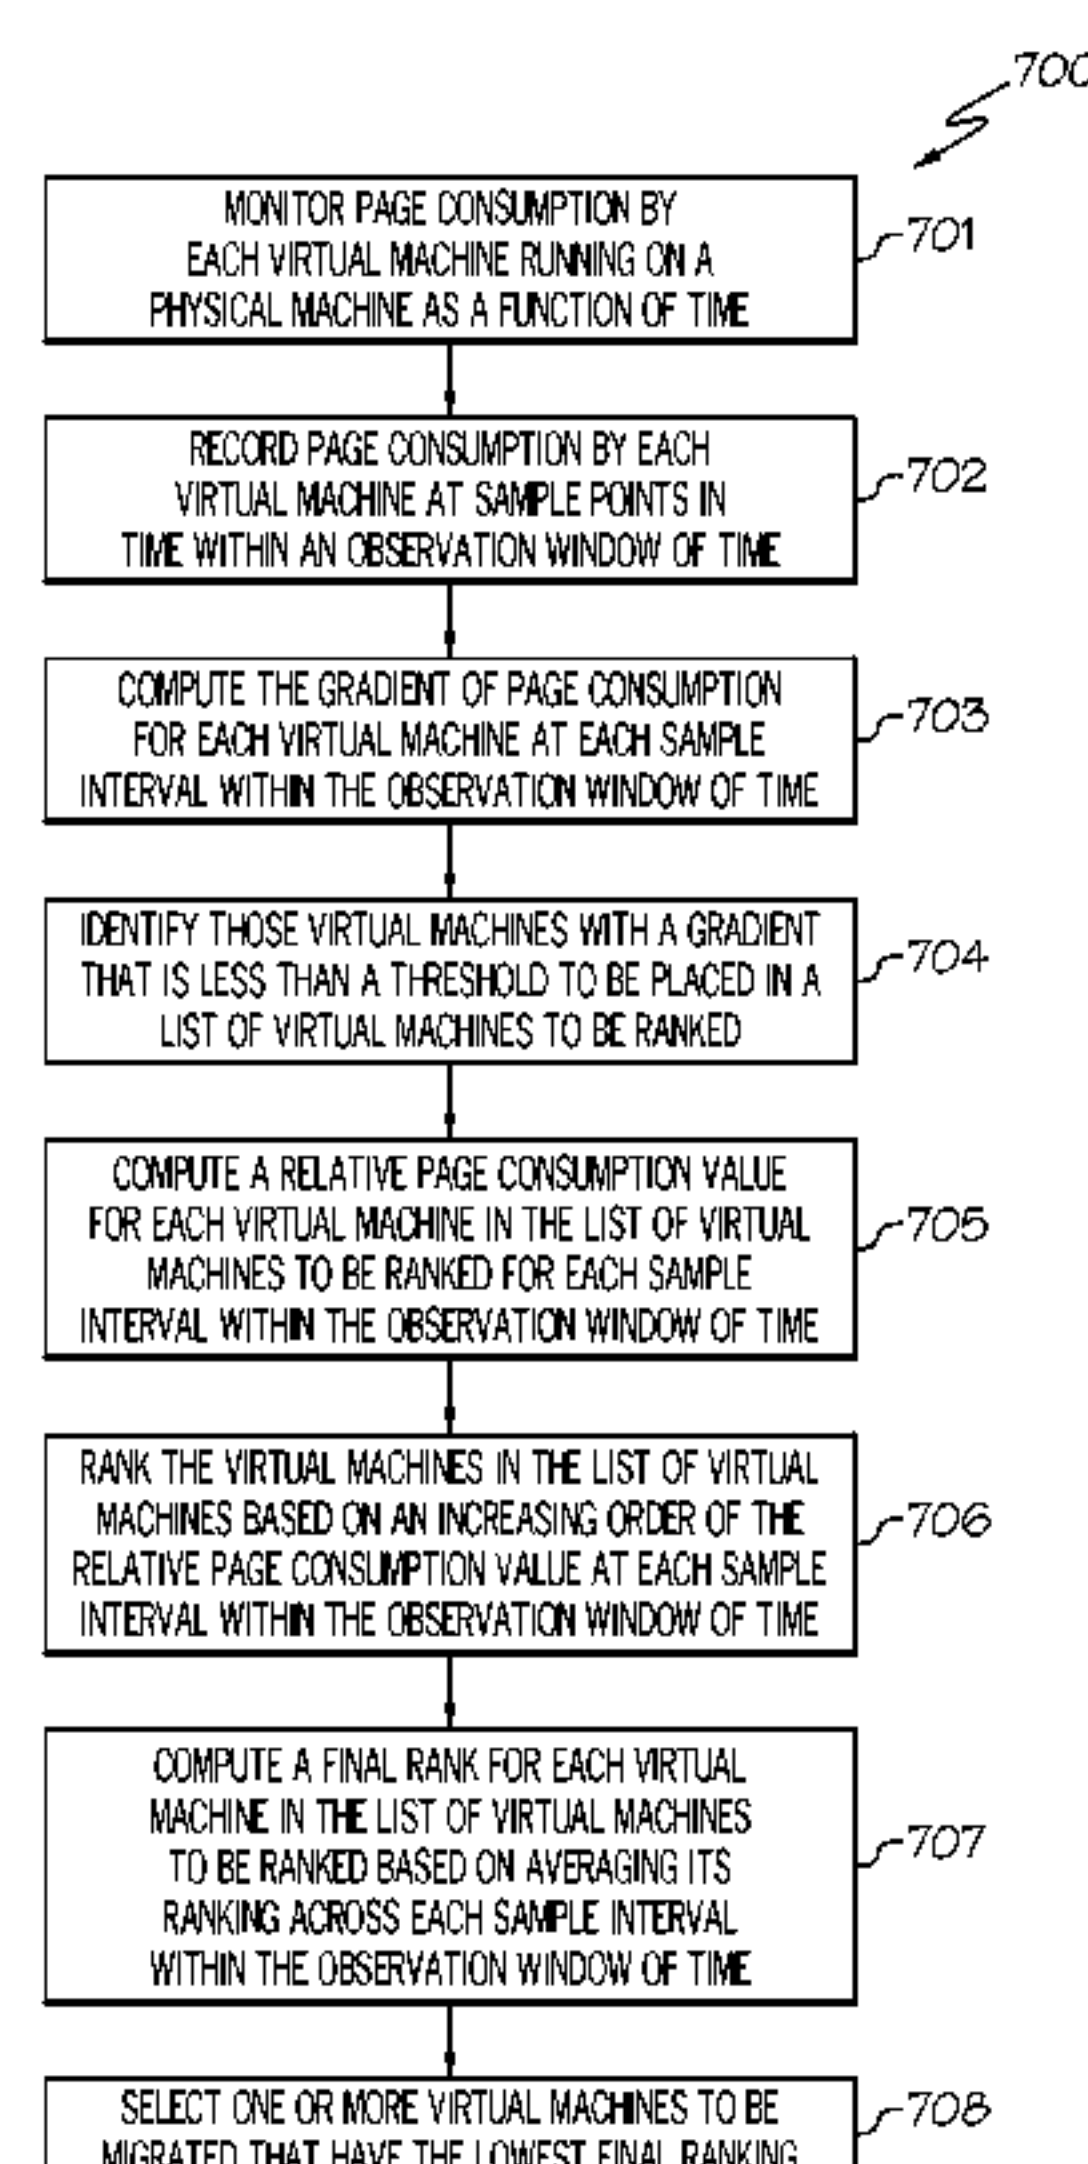 700
MONITOR PAGE CONSUMPTION BY
EACH VIRTUAL MACHINE RUNNING ON A
PHYSICAL MACHINE AS A FUNCTION OF TIME
701
RECORD PAGE CONSUMPTION BY EACH
VIRTUAL MACHINE AT SAMPLE POINTS IN
TIME WITHIN AN OBSERVATION WINDOW OF TIME
702
COMPUTE THE GRADIENT OF PAGE CONSUMPTION
FOR EACH VIRTUAL MACHINE AT EACH SAMPLE
INTERVAL WITHIN THE OBSERVATION WINDOW OF TIME
703
IDENTIFY THOSE VIRTUAL MACHINES WITH A GRADIENT
THAT IS LESS THAN A THRESHOLD TO BE PLACED IN A
LIST OF VIRTUAL MACHINES TO BE RANKED
704
COMPUTE A RELATIVE PAGE CONSUMPTION VALUE
FOR EACH VIRTUAL MACHINE IN THE LIST OF VIRTUAL
MACHINES TO BE RANKED FOR EACH SAMPLE
INTERVAL WITHIN THE OBSERVATION WINDOW OF TIME
705
RANK THE VIRTUAL MACHINES IN THE LIST OF VIRTUAL
MACHINES BASED ON AN INCREASING ORDER OF THE
RELATIVE PAGE CONSUMPTION VALUE AT EACH SAMPLE
INTERVAL WITHIN THE OBSERVATION WINDOW OF TIME
706
COMPUTE A FINAL RANK FOR EACH VIRTUAL
MACHINE IN THE LIST OF VIRTUAL MACHINES
TO BE RANKED BASED ON AVERAGING ITS
RANKING ACROSS EACH SAMPLE INTERVAL
WITHIN THE OBSERVATION WINDOW OF TIME
707
SELECT ONE OR MORE VIRTUAL MACHINES TO BE
MIGRATED THAT HAVE THE LOWEST FINAL RANKING
708